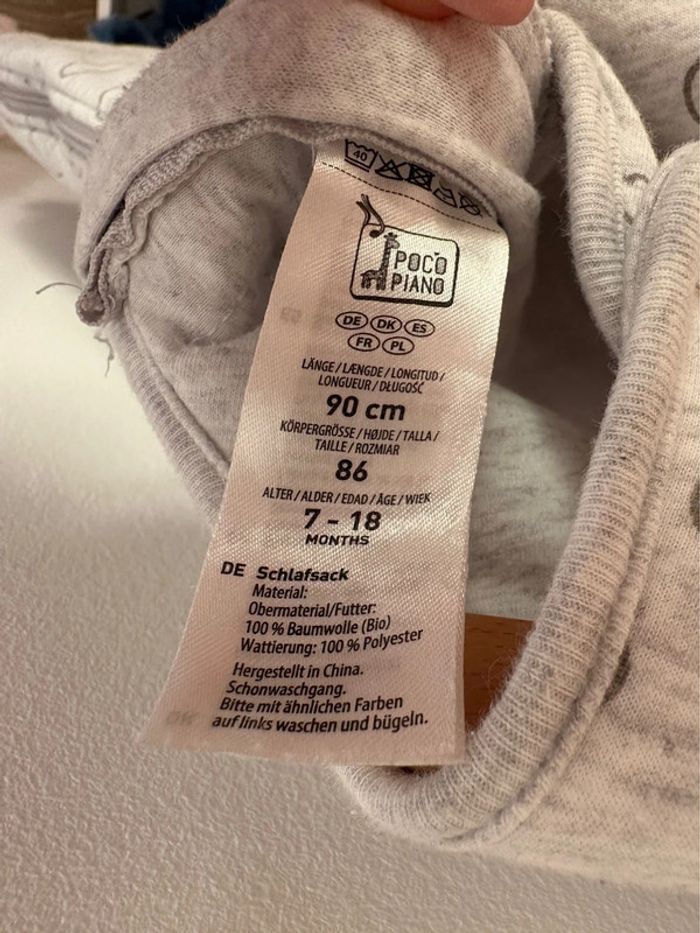 40
POCO
PIANO
DE DK ES
FR PL
LÄNGE / LÆNGDE / LONGITUD /
LONGUEUR / DŁUGOSĆ
90 cm
KÖRPERGRÖSSE / HØJDE / TALLA /
TAILLE / ROZMIAR
86
ALTER / ALDER / EDAD / ÂGE / WIEK
7 - 18
MONTHS
DE Schlafsack
Material:
Obermaterial/Futter:
100 % Baumwolle (Bio)
Wattierung: 100 % Polyester
Hergestellt in China.
Schonwaschgang.
Bitte mit ähnlichen Farben
auf links waschen und bügeln.